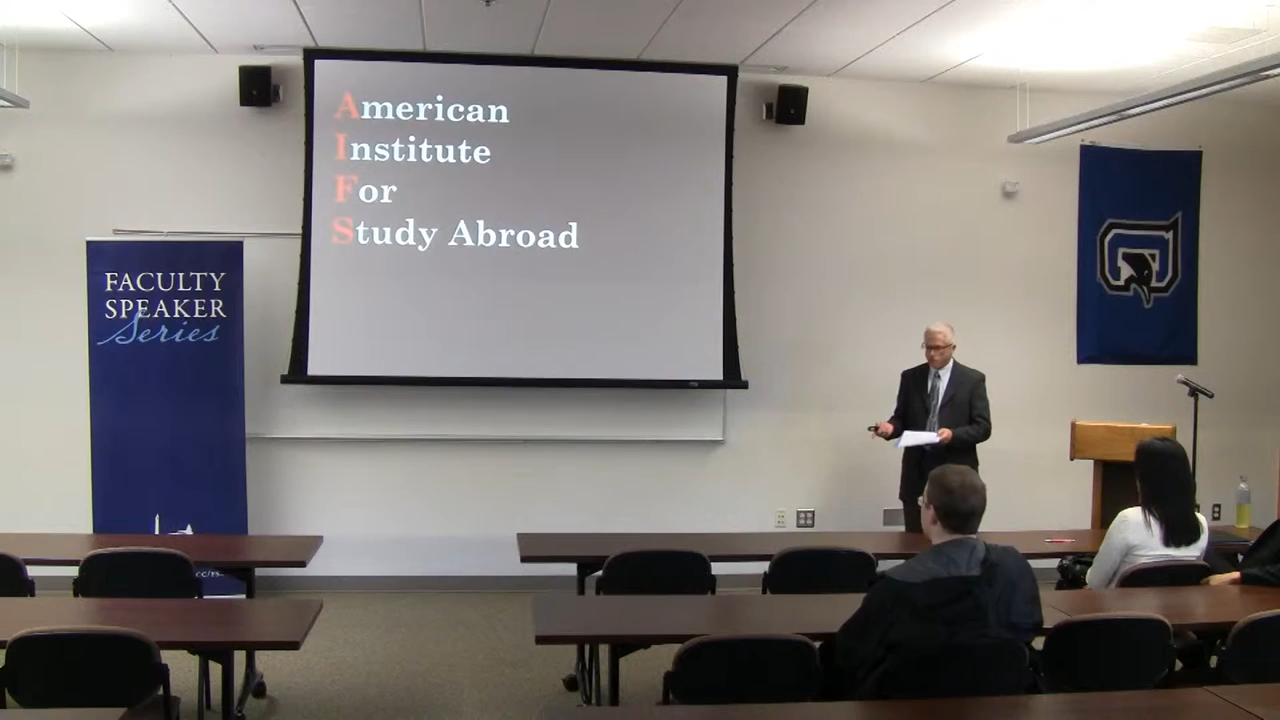 American
Institute
For
Study Abroad
FACULTY
SPEAKER
Series